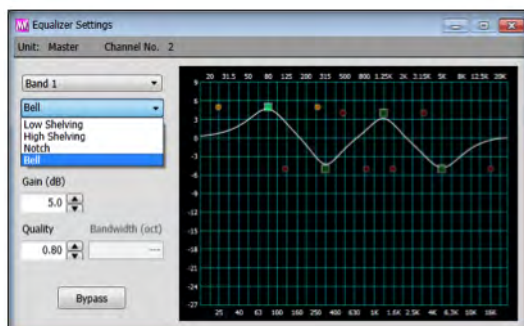 Equalizer Settings
Unit: Master Channel No. 2
Band 1
Bell
Low Shelving
High Shelving
Notch
Bell
Gain (dB)
5.0
Quality Bandwidth (oct)
0.80 ---
Bypass
20 31.5 50 80 125 200 315 500 800 1.25K 2K 3.15K 5K 8K 12.5K 20K
9
6
3
0
-3
-6
-9
-12
-15
-18
-21
-24
-27
25 40 63 100 160 250 400 630 1K 1.6K 2.5K 4K 6.3K 10K 16K